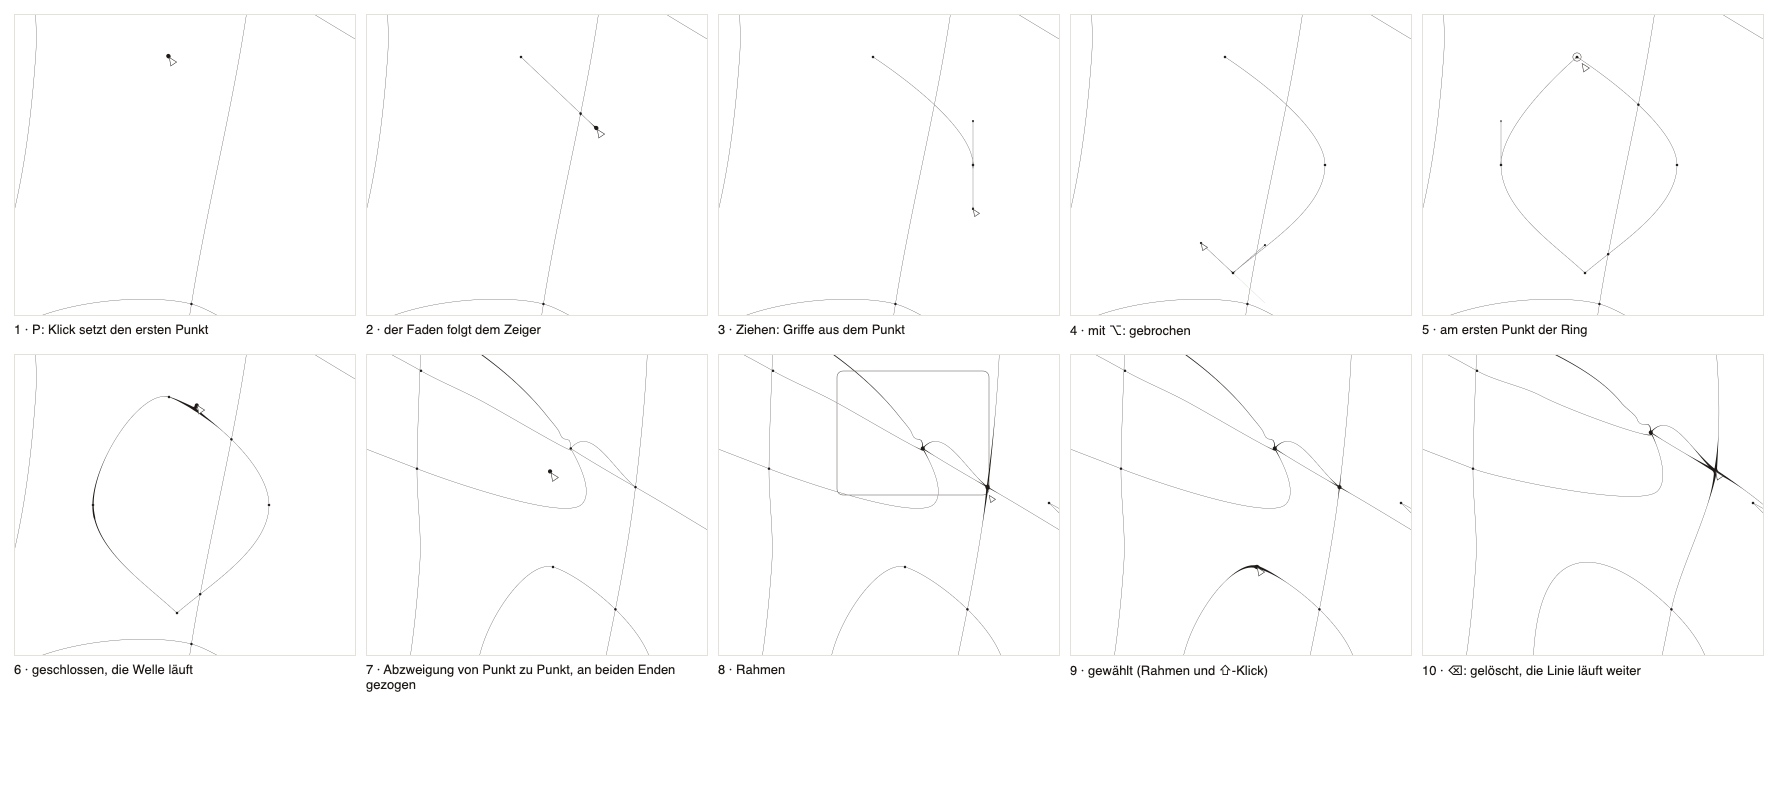 1 · P: Klick setzt den ersten Punkt
2 · der Faden folgt dem Zeiger
3 · Ziehen: Griffe aus dem Punkt
4 · mit ⌥: gebrochen
5 · am ersten Punkt der Ring
6 · geschlossen, die Welle läuft
7 · Abzweigung von Punkt zu Punkt, an beiden Enden
gezogen
8 · Rahmen
9 · gewählt (Rahmen und ⇧-Klick)
10 · ⌫: gelöscht, die Linie läuft weiter